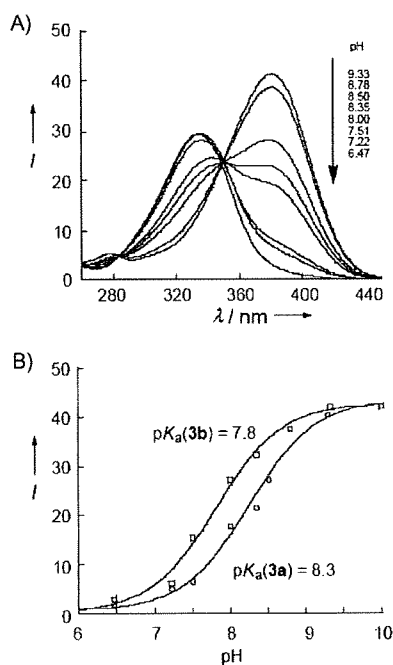 A)
pH
50
9.33
8.78
40
8.50
8.35
8.00
30
7.51
7.22
6.47
I
20
10
0
280 320 360 400 440
λ / nm
B)
50
40
pKa(3b) = 7.8
30
I
20
10
pKa(3a) = 8.3
0
6 7 8 9 10
pH